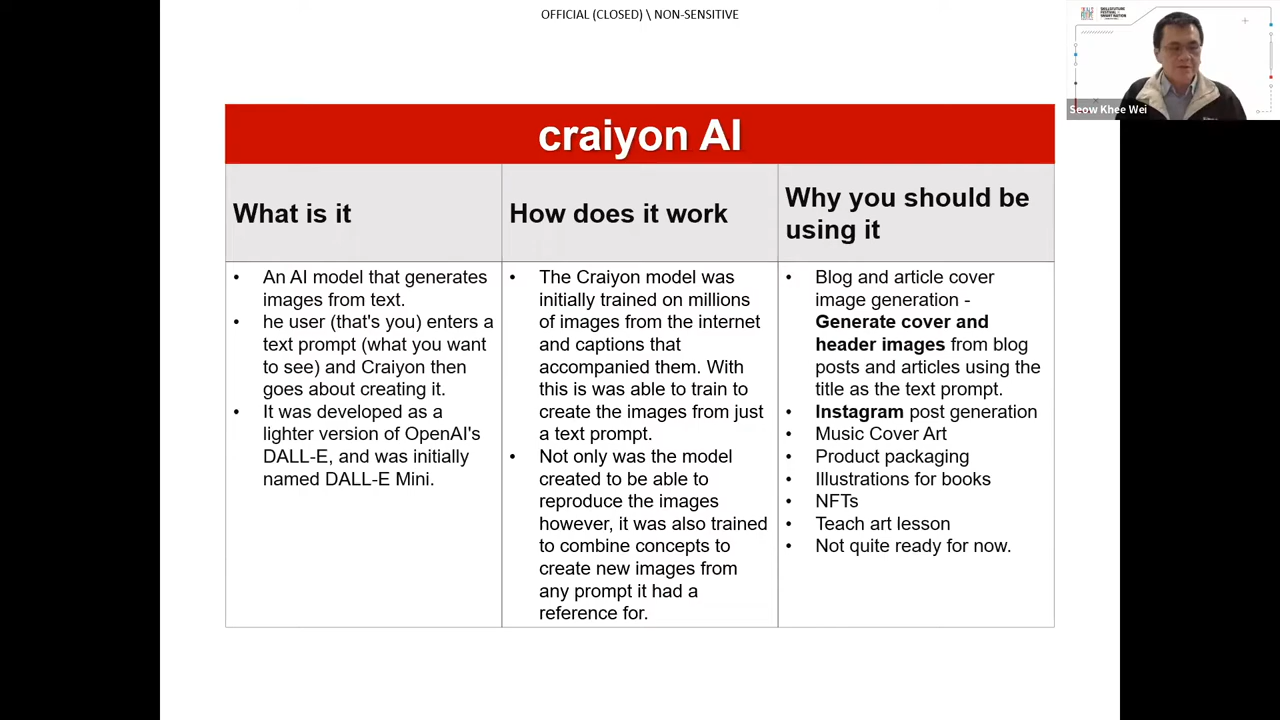 OFFICIAL (CLOSED) \ NON-SENSITIVE
SKILLSFUTURE
FESTIVAL
SMART NATION
Seow Khee Wei
craiyon AI
What is it
How does it work
Why you should be
using it
• An AI model that generates
images from text.
• he user (that's you) enters a
text prompt (what you want
to see) and Craiyon then
goes about creating it.
• It was developed as a
lighter version of OpenAI's
DALL-E, and was initially
named DALL-E Mini.
• The Craiyon model was
initially trained on millions
of images from the internet
and captions that
accompanied them. With
this is was able to train to
create the images from just
a text prompt.
• Not only was the model
created to be able to
reproduce the images
however, it was also trained
to combine concepts to
create new images from
any prompt it had a
reference for.
• Blog and article cover
image generation -
Generate cover and
header images from blog
posts and articles using the
title as the text prompt.
• Instagram post generation
• Music Cover Art
• Product packaging
• Illustrations for books
• NFTs
• Teach art lesson
• Not quite ready for now.